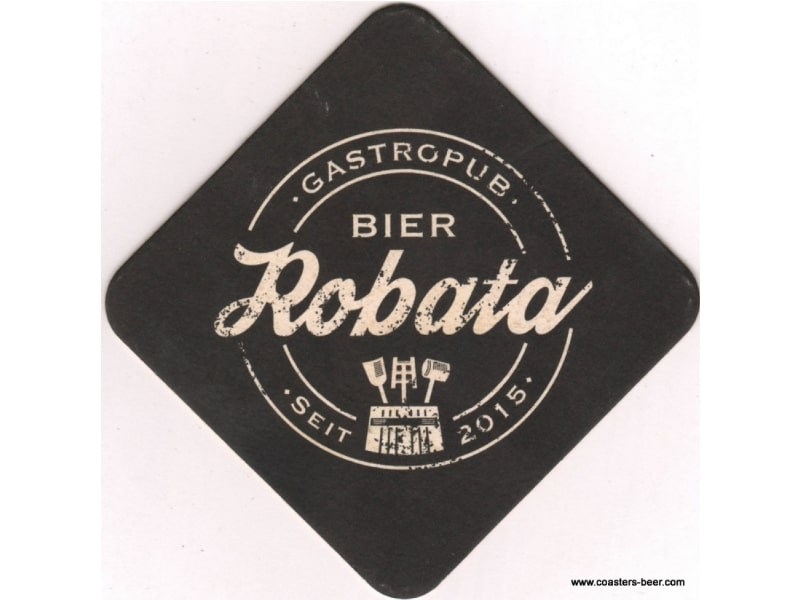 GASTROPUB
BIER
Robata
SEIT 2015
www.coasters-beer.com